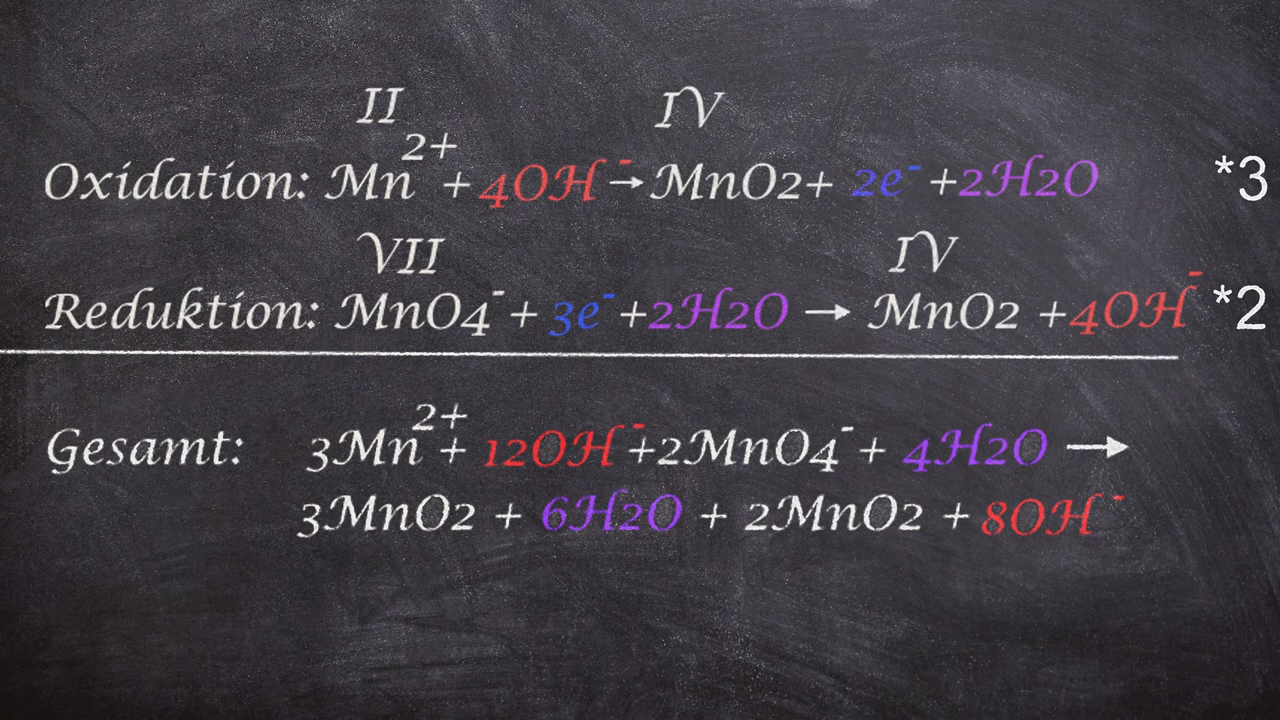 II IV
Oxidation: Mn²⁺ + 4OH⁻ → MnO2 + 2e⁻ + 2H2O *3
VII IV
Reduktion: MnO4⁻ + 3e⁻ + 2H2O → MnO2 + 4OH⁻ *2
Gesamt: 3Mn²⁺ + 12OH⁻ + 2MnO4⁻ + 4H2O →
3MnO2 + 6H2O + 2MnO2 + 8OH⁻